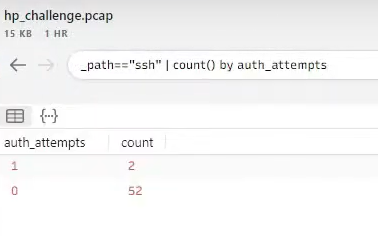 hp_challenge.pcap
15 KB 1 HR
_path=="ssh" | count() by auth_attempts
{··}
auth_attempts count
1 2
0 52